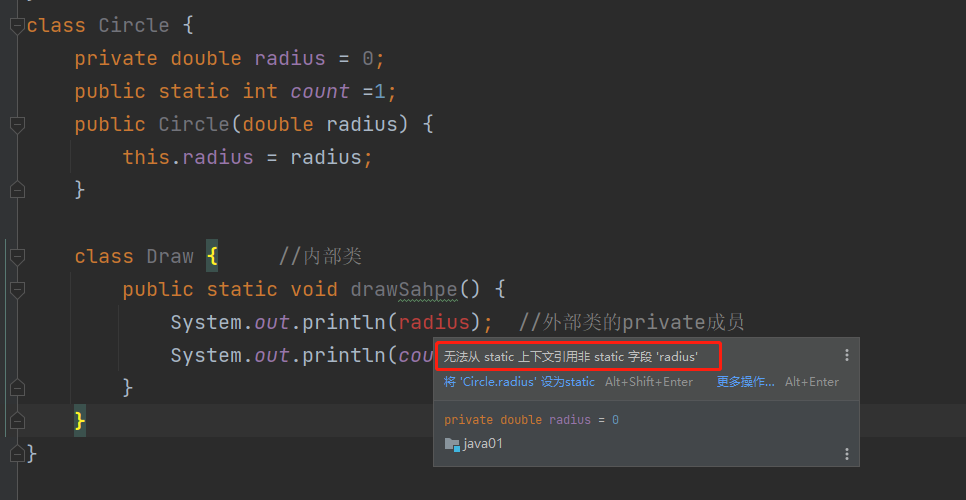 class Circle {
private double radius = 0;
public static int count =1;
public Circle(double radius) {
this.radius = radius;
}
class Draw {     //内部类
public static void drawSahpe() {
System.out.println(radius);  //外部类的private成员
System.out.println(cou
无法从 static 上下文引用非 static 字段 'radius'
将 'Circle.radius' 设为static Alt+Shift+Enter 更多操作... Alt+Enter
private double radius = 0
java01
}
}
}